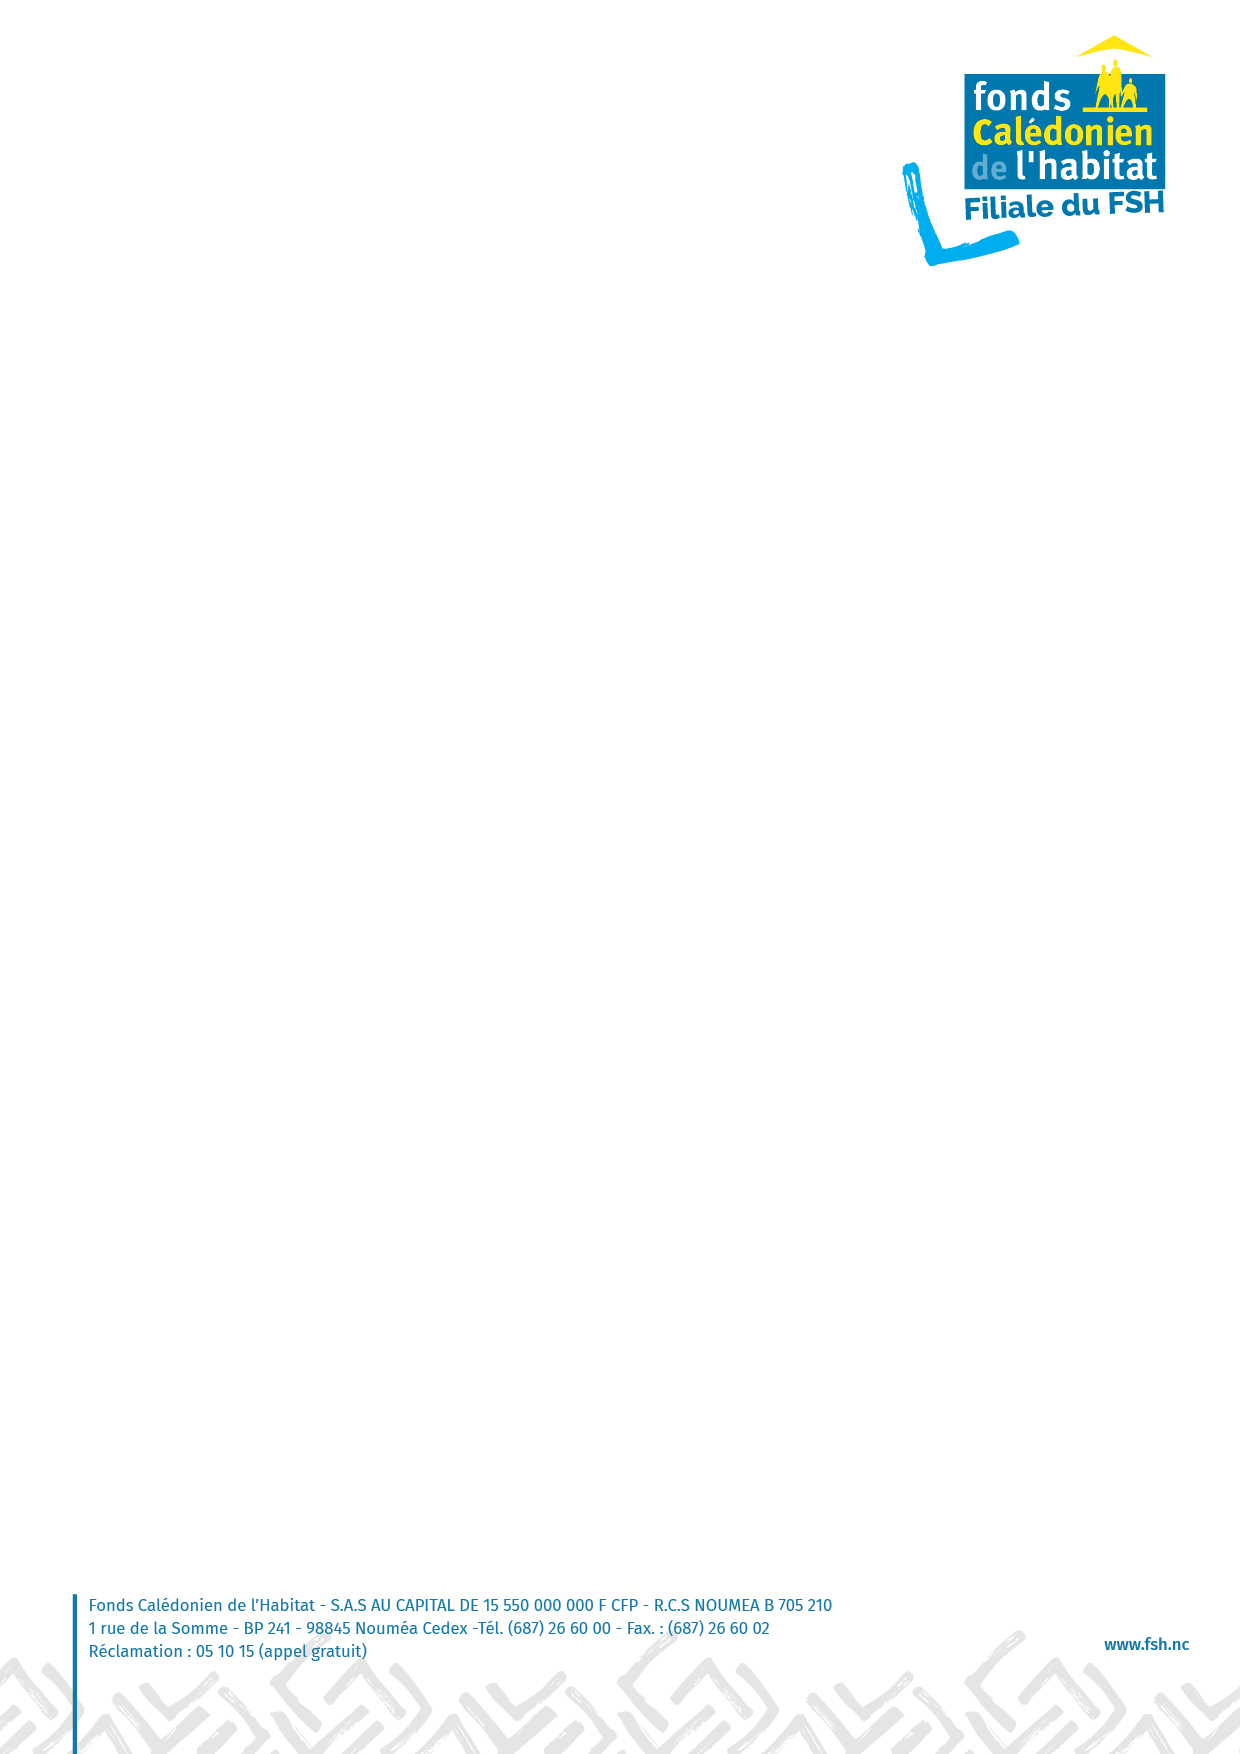 fonds
Calédonien
de l'habitat
Filiale du FSH
Fonds Calédonien de l’Habitat - S.A.S AU CAPITAL DE 15 550 000 000 F CFP - R.C.S NOUMEA B 705 210
1 rue de la Somme - BP 241 - 98845 Nouméa Cedex -Tél. (687) 26 60 00 - Fax. : (687) 26 60 02
Réclamation : 05 10 15 (appel gratuit)
www.fsh.nc